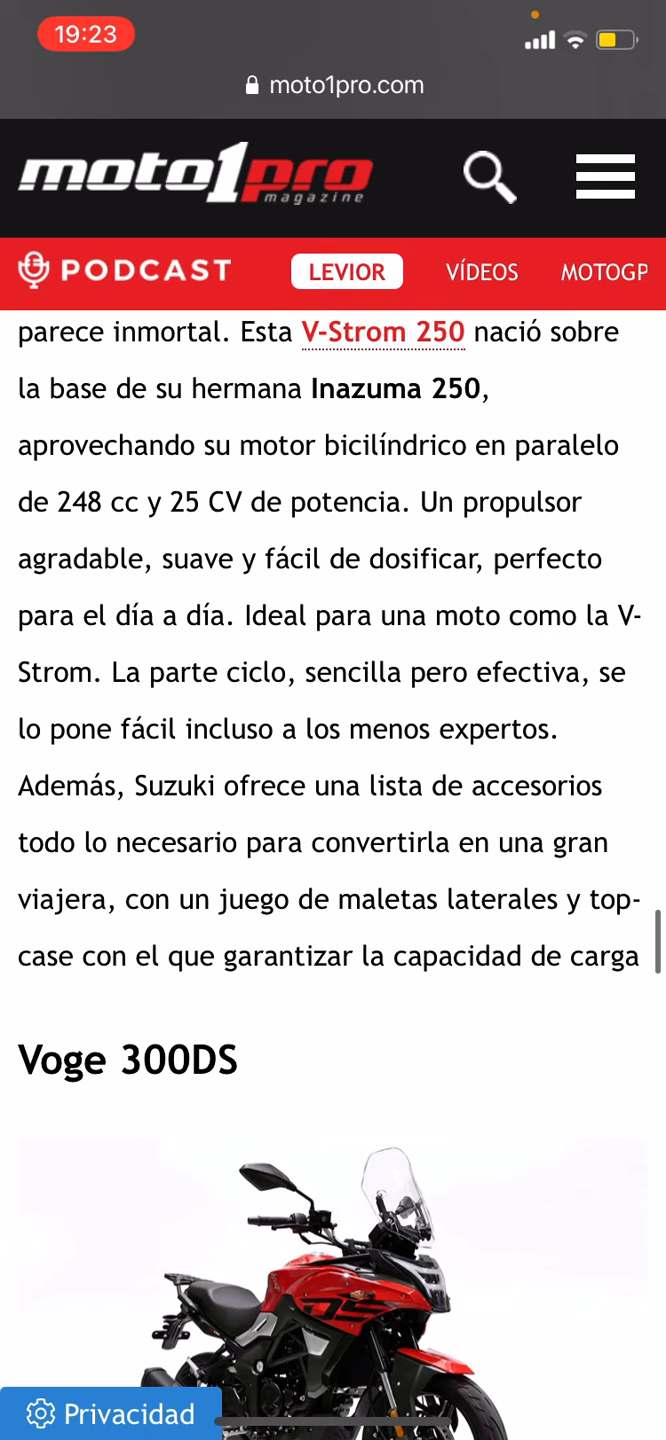 19:23
moto1pro.com
moto1pro
magazine
PODCAST
LEVIOR
VÍDEOS
MOTOGP
parece inmortal. Esta V-Strom 250 nació sobre
la base de su hermana Inazuma 250,
aprovechando su motor bicilíndrico en paralelo
de 248 cc y 25 CV de potencia. Un propulsor
agradable, suave y fácil de dosificar, perfecto
para el día a día. Ideal para una moto como la V-
Strom. La parte ciclo, sencilla pero efectiva, se
lo pone fácil incluso a los menos expertos.
Además, Suzuki ofrece una lista de accesorios
todo lo necesario para convertirla en una gran
viajera, con un juego de maletas laterales y top-
case con el que garantizar la capacidad de carga
Voge 300DS
DS
Privacidad